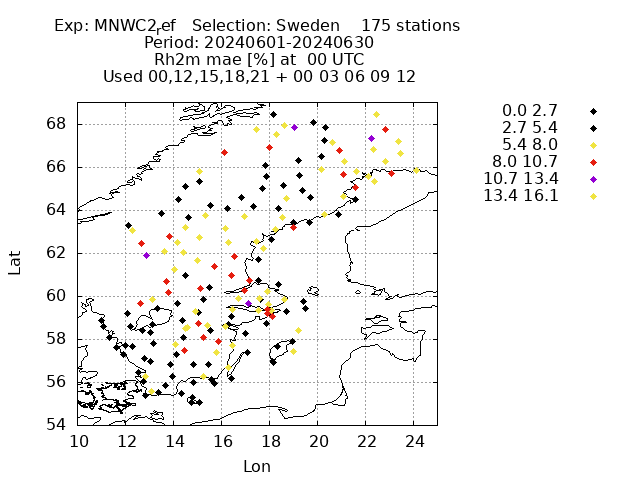 Exp: MNWC2_ref   Selection: Sweden    175 stations
Period: 20240601-20240630
Rh2m mae [%] at  00 UTC
Used 00,12,15,18,21 + 00 03 06 09 12
68
66
64
62
60
58
56
54
Lat
10 12 14 16 18 20 22 24
Lon
0.0 2.7
2.7 5.4
5.4 8.0
8.0 10.7
10.7 13.4
13.4 16.1